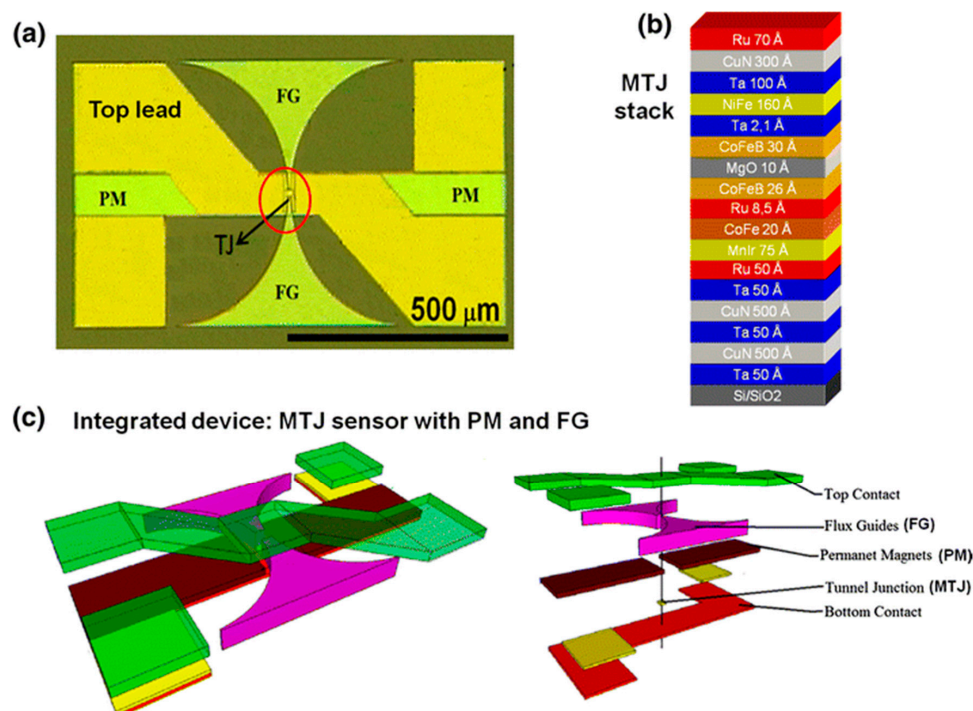 (a)
Top lead
FG
PM
PM
TJ
FG
500 μm
(b)
MTJ
stack
Ru 70 Å
CuN 300 Å
Ta 100 Å
NiFe 160 Å
Ta 2,1 Å
CoFeB 30 Å
MgO 10 Å
CoFeB 26 Å
Ru 8,5 Å
CoFe 20 Å
MnIr 75 Å
Ru 50 Å
Ta 50 Å
CuN 500 Å
Ta 50 Å
CuN 500 Å
Ta 50 Å
Si/SiO2
(c) Integrated device: MTJ sensor with PM and FG
Top Contact
Flux Guides (FG)
Permanet Magnets (PM)
Tunnel Junction (MTJ)
Bottom Contact